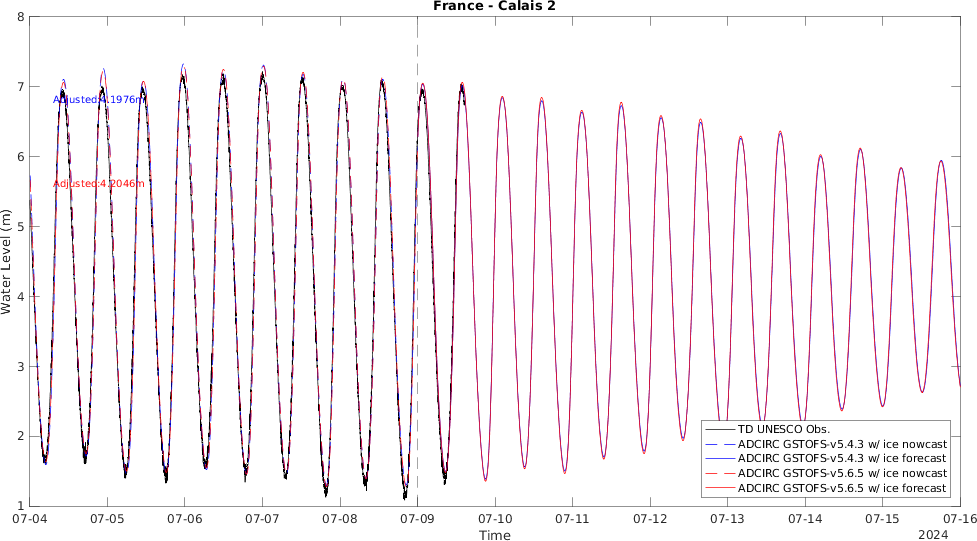 France - Calais 2
8
7
6
5
4
3
2
1
Water Level (m)
Adjusted:4.1976m
Adjusted:4.2046m
TD UNESCO Obs.
ADCIRC GSTOFS-v5.4.3 w/ ice nowcast
ADCIRC GSTOFS-v5.4.3 w/ ice forecast
ADCIRC GSTOFS-v5.6.5 w/ ice nowcast
ADCIRC GSTOFS-v5.6.5 w/ ice forecast
07-04 07-05 07-06 07-07 07-08 07-09 07-10 07-11 07-12 07-13 07-14 07-15 07-16
Time
2024